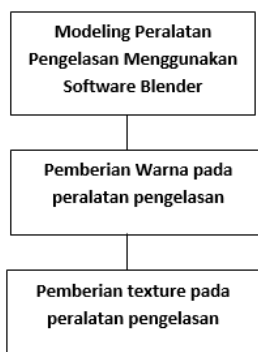 Modeling Peralatan
Pengelasan Menggunakan
Software Blender
Pemberian Warna pada
peralatan pengelasan
Pemberian texture pada
peralatan pengelasan